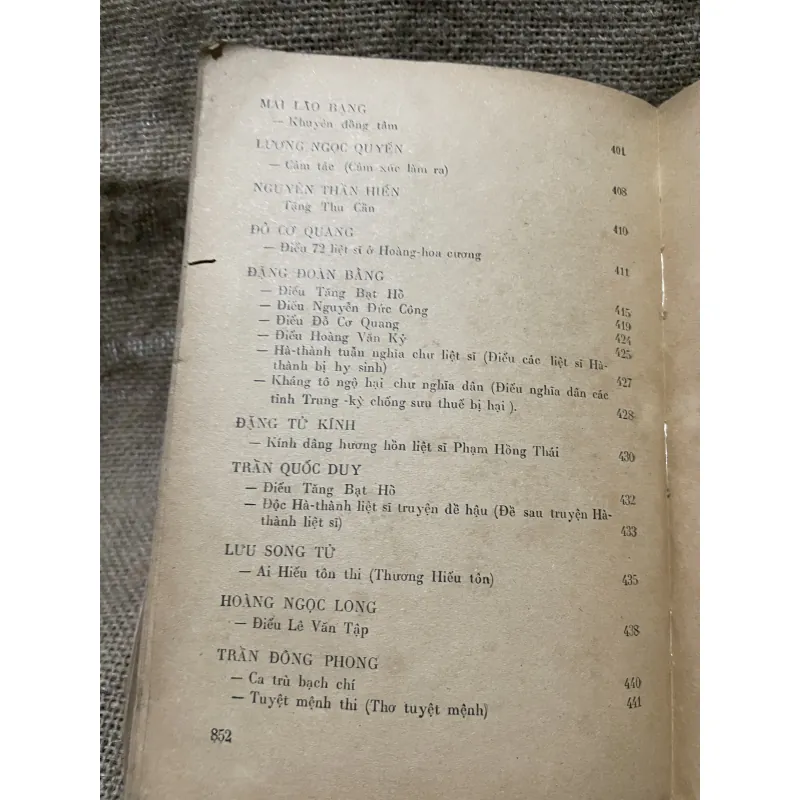 MAI LÃO BẠNG
— Khuyên đồng tâm 401
LƯƠNG NGỌC QUYẾN
— Cảm tác (Cảm xúc làm ra) 408
NGUYỄN THẦN HIẾN
Tặng Thu Cần 410
ĐỖ CƠ QUANG
— Điếu 72 liệt sĩ ở Hoàng-hoa cương 411
ĐẶNG ĐOÀN BẰNG
— Điếu Tăng Bạt Hổ 415
— Điếu Nguyễn Đức Công 419
— Điếu Đỗ Cơ Quang 424
— Điếu Hoàng Văn Kỷ 425
— Hà-thành tuẫn nghĩa chư liệt sĩ (Điếu các liệt sĩ Hà-
thành bị hy sinh) 427
— Kháng tô ngộ hại chư nghĩa dân (Điếu nghĩa dân các
tỉnh Trung -kỳ chống sưu thuế bị hại ). 428
ĐẶNG TỬ KÍNH
— Kính dâng hương hồn liệt sĩ Phạm Hồng Thái 430
TRẦN QUỐC DUY
— Điếu Tăng Bạt Hổ 432
— Độc Hà-thành liệt sĩ truyện đề hậu (Đề sau truyện Hà-
thành liệt sĩ) 433
LƯU SONG TỬ
— Ai Hiếu tôn thi (Thương Hiếu tôn) 435
HOÀNG NGỌC LONG
— Điếu Lê Văn Tập 438
TRẦN ĐÔNG PHONG
— Ca trù bạch chí 440
— Tuyệt mệnh thi (Thơ tuyệt mệnh) 441
852